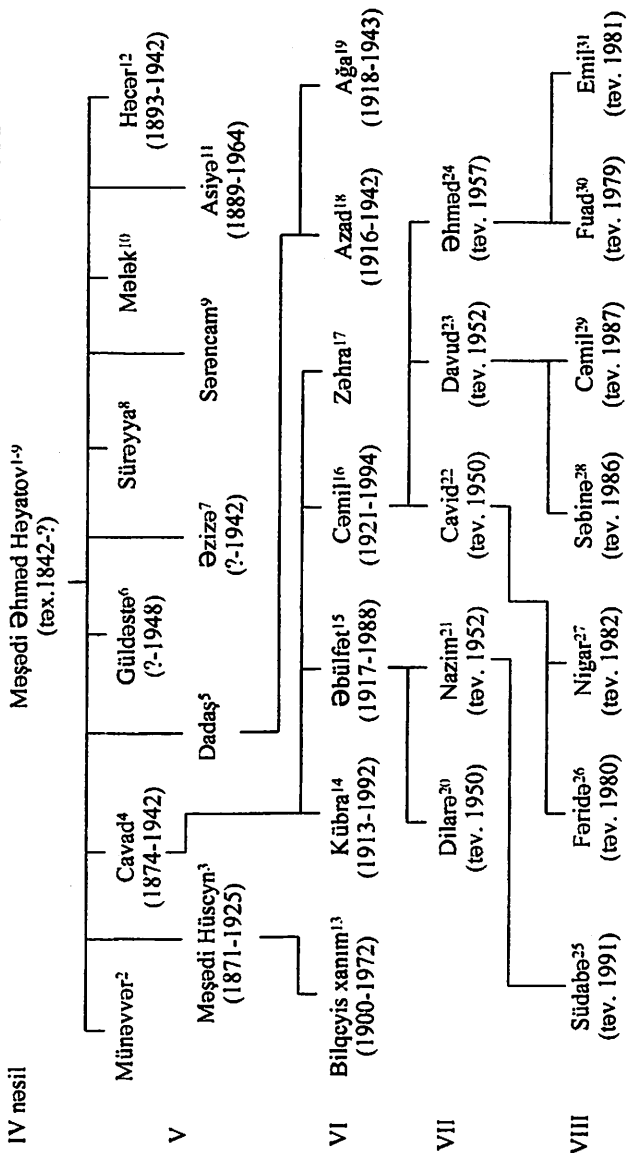 IV nəsil
Məşədi Əhməd Həyatov¹⁻⁹
(təx.1842-?)
Münəvvər²
Cavad⁴
(1874-1942)
Güldəstə⁶
(?-1948)
Sürəyya⁸
Mələk¹⁰
Həcər¹²
(1893-1942)
V
Məşədi Hüscyn³
(1871-1925)
Dadaş⁵
Əzizə⁷
(?-1942)
Sərəncam⁹
Asiyə¹¹
(1889-1964)
VI
Bilqcyis xanım¹³
(1900-1972)
Kübra¹⁴
(1913-1992)
Əbülfət¹⁵
(1917-1988)
Cəmil¹⁶
(1921-1994)
Zəhra¹⁷
Azad¹⁸
(1916-1942)
Ağa¹⁹
(1918-1943)
VII
Dilarə²⁰
(təv. 1950)
Nazim²¹
(təv. 1952)
Cavid²²
(təv. 1950)
Davud²³
(təv. 1952)
Əhməd²⁴
(təv. 1957)
VIII
Südabə²⁵
(təv. 1991)
Fəridə²⁶
(təv. 1980)
Nigar²⁷
(təv. 1982)
Səbinə²⁸
(təv. 1986)
Cəmil²⁹
(təv. 1987)
Fuad³⁰
(təv. 1979)
Emil³¹
(təv. 1981)